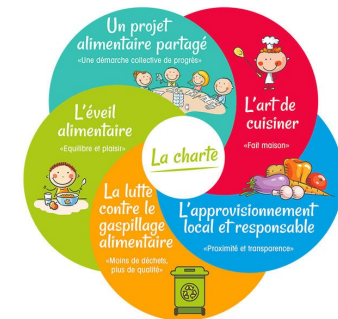 Un projet
alimentaire partagé
«Une démarche collective de progrès»
L'art de
cuisiner
«Fait maison»
L'éveil
alimentaire
«Equilibre et plaisir»
La charte
La lutte
contre le
gaspillage
alimentaire
«Moins de déchets,
plus de qualité»
L'approvisionnement
local et responsable
«Proximité et transparence»